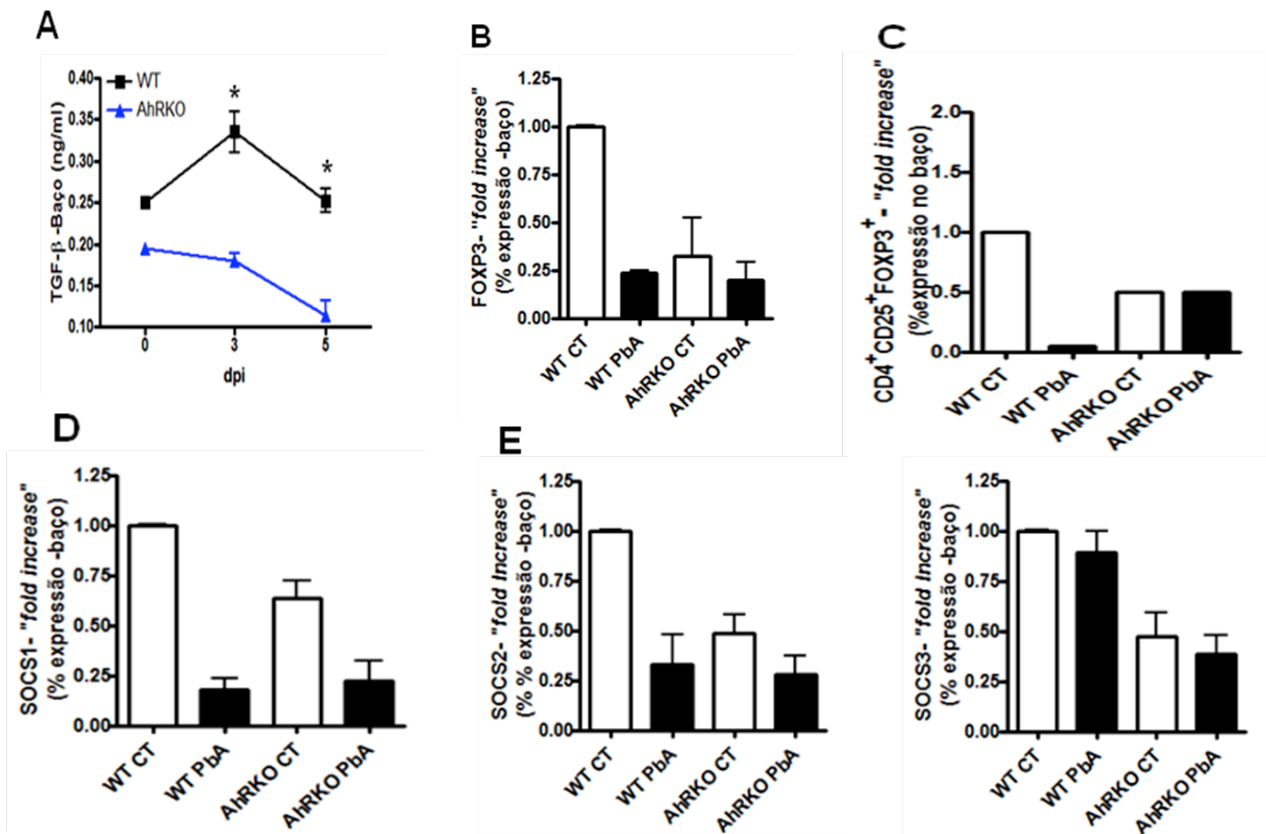 A
TGF-β -Baço (ng/ml)
0.40
0.35
0.30
0.25
0.20
0.15
0.10
WT
AhRKO
*
*
0
3
5
dpi
B
FOXP3- "fold increase"
(% expressão -baço)
1.25
1.00
0.75
0.50
0.25
0.00
WT CT
WT PbA
AhRKO CT
AhRKO PbA
C
CD4+CD25+FOXP3+ - "fold increase"
(%expressão no baço)
2.0
1.5
1.0
0.5
0.0
WT CT
WT PbA
AhRKO CT
AhRKO PbA
D
SOCS1- "fold increase"
(% expressão -baço)
1.25
1.00
0.75
0.50
0.25
0.00
WT CT
WT PbA
AhRKO CT
AhRKO PbA
E
SOCS2- "fold Increase"
(% % expressão -baço)
1.25
1.00
0.75
0.50
0.25
0.00
WT CT
WT PbA
AhRKO CT
AhRKO PbA
SOCS3- "fold Increase"
(% expressão -baço)
1.25
1.00
0.75
0.50
0.25
0.00
WT CT
WT PbA
AhRKO CT
AhRKO PbA